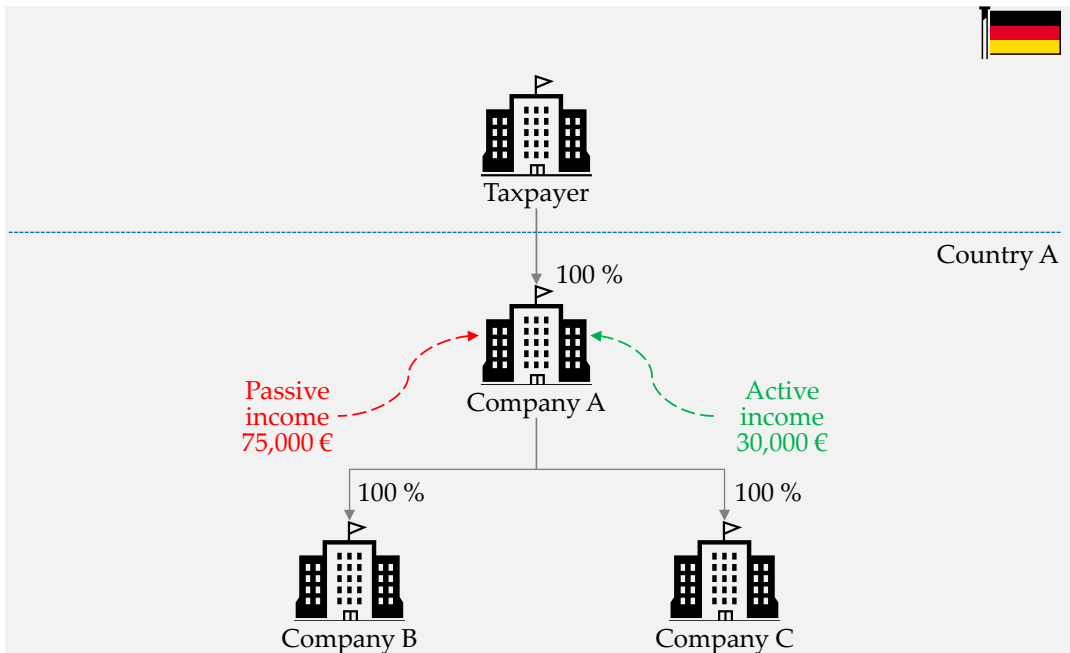 Taxpayer
Country A
100 %
Passive
income
75,000 €
Company A
Active
income
30,000 €
100 %
100 %
Company B
Company C